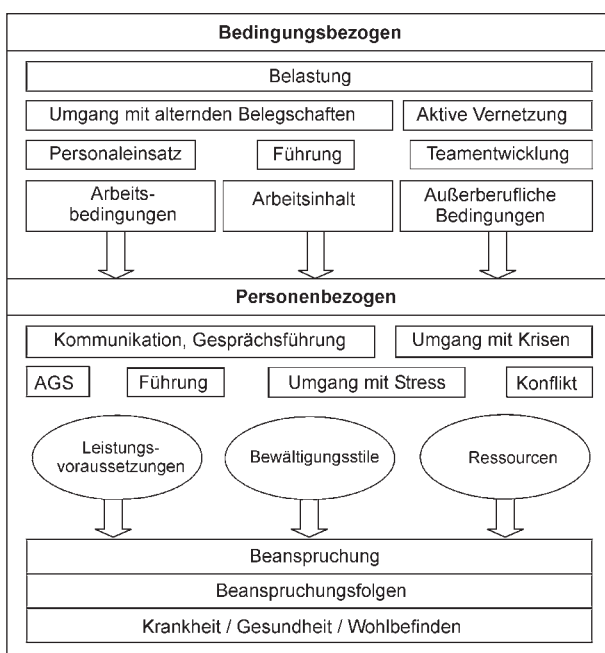 Bedingungsbezogen
Belastung
Umgang mit alternden Belegschaften
Aktive Vernetzung
Personaleinsatz
Führung
Teamentwicklung
Arbeits-
bedingungen
Arbeitsinhalt
Außerberufliche
Bedingungen
Personenbezogen
Kommunikation, Gesprächsführung
Umgang mit Krisen
AGS
Führung
Umgang mit Stress
Konflikt
Leistungs-
voraussetzungen
Bewältigungsstile
Ressourcen
Beanspruchung
Beanspruchungsfolgen
Krankheit / Gesundheit / Wohlbefinden